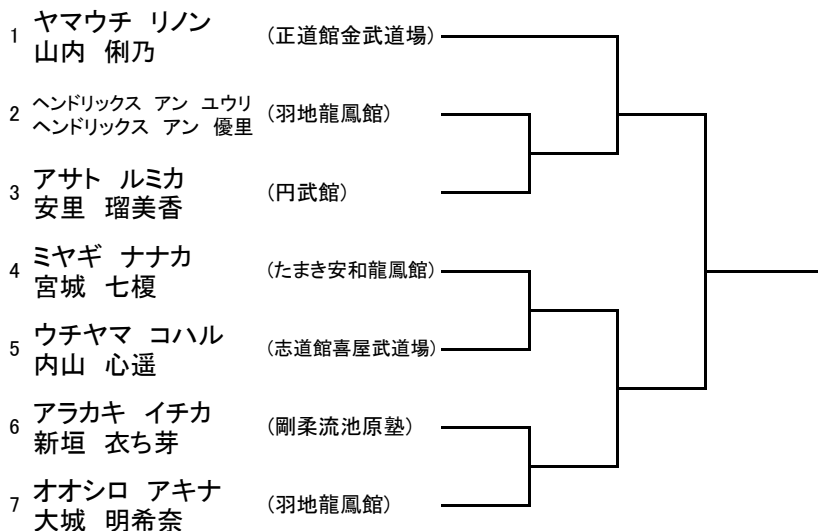 ヤマウチ リノン
1 山内 俐乃 (正道館金武道場)
ヘンドリックス アン ユウリ
2 ヘンドリックス アン 優里 (羽地龍鳳館)
アサト ルミカ
3 安里 瑠美香 (円武館)
ミヤギ ナナカ
4 宮城 七榎 (たまき安和龍鳳館)
ウチヤマ コハル
5 内山 心遥 (志道館喜屋武道場)
アラカキ イチカ
6 新垣 衣ち芽 (剛柔流池原塾)
オオシロ アキナ
7 大城 明希奈 (羽地龍鳳館)